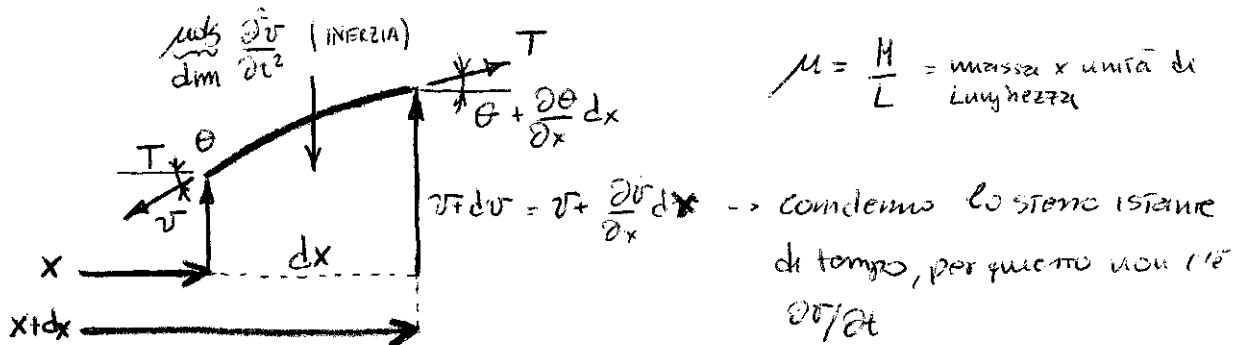 μds ∂²v/∂t² (INERZIA)
dm
T
μ = M/L = massa x unità di
lunghezza
θ + ∂θ/∂x dx
T
θ
v
v+dv = v + ∂v/∂x dx -> considero lo stesso istante
di tempo, per questo non c'è
∂v/∂t
x
dx
x+dx